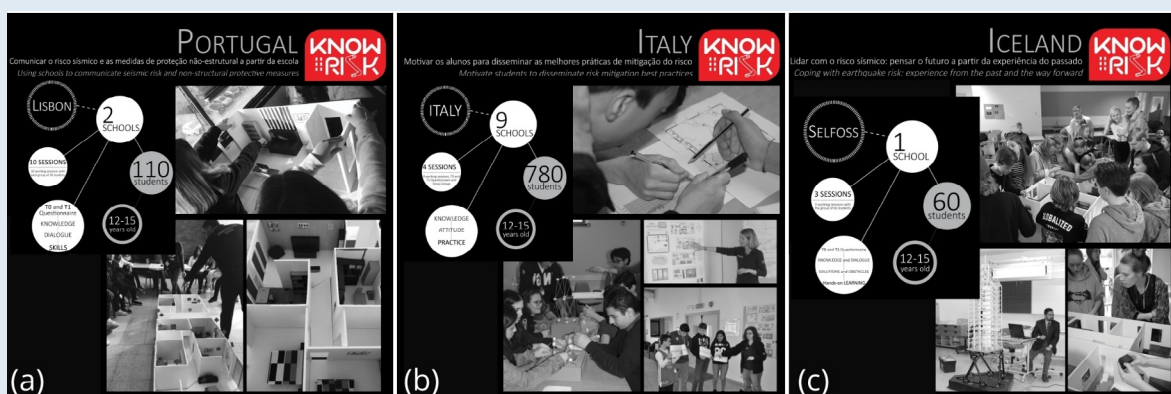 PORTUGAL
KNOW
RISK
Comunicar o risco sísmico e as medidas de proteção não-estrutural a partir da escola
Using schools to communicate seismic risk and non-structural protective measures
LISBON
2
SCHOOLS
10 SESSIONS
110
students
T0 and T1
Questionnaire
KNOWLEDGE
DIALOGUE
SKILLS
12-15
years old
(a)
ITALY
KNOW
RISK
Motivar os alunos para disseminar as melhores práticas de mitigação do risco
Motivate students to disseminate risk mitigation best practices
ITALY
9
SCHOOLS
4 SESSIONS
780
students
KNOWLEDGE
ATTITUDE
PRACTICE
12-15
years old
(b)
ICELAND
KNOW
RISK
Lidar com o risco sísmico: pensar o futuro a partir da experiência do passado
Coping with earthquake risk: experience from the past and the way forward
SELFOSS
1
SCHOOL
3 SESSIONS
60
students
T0 and T1 Questionnaire
KNOWLEDGE and DIALOGUE
SOLUTIONS and OBSTACLES
Hands-on LEARNING
12-15
years old
(c)